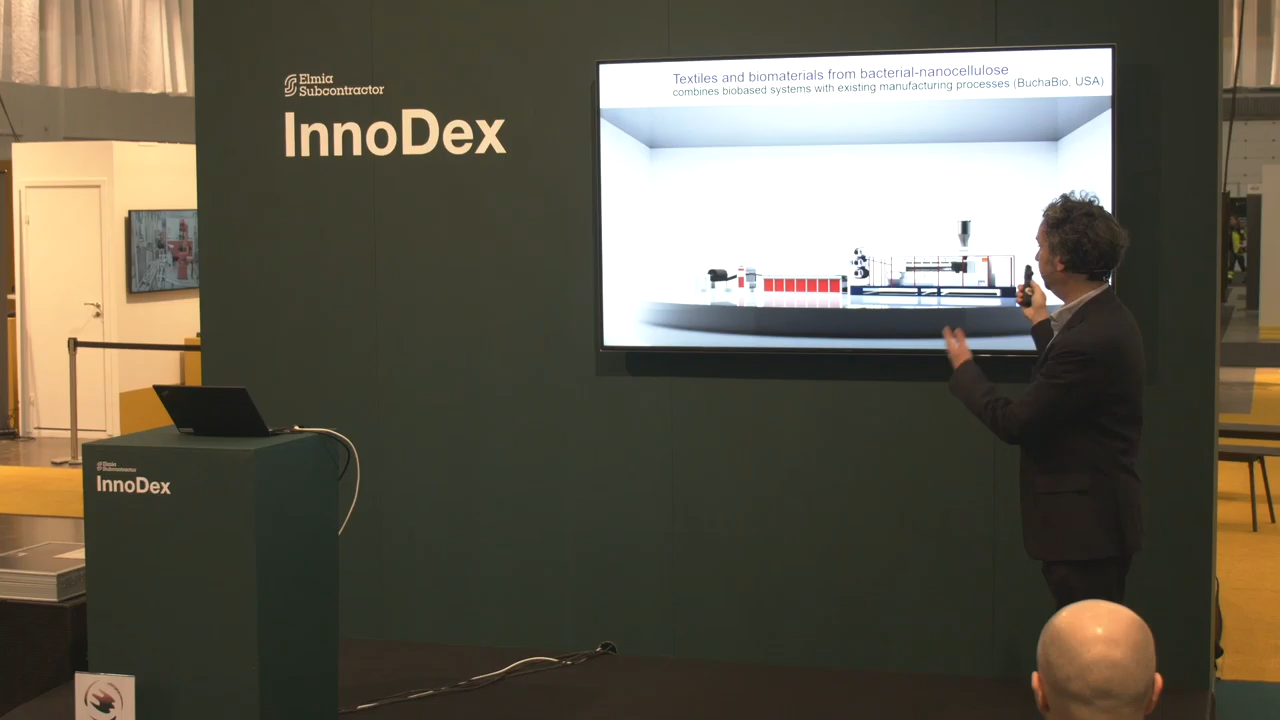 Elmia
Subcontractor
InnoDex
Textiles and biomaterials from bacterial-nanocellulose
combines biobased systems with existing manufacturing processes (BuchaBio, USA)
Elmia
Subcontractor
InnoDex